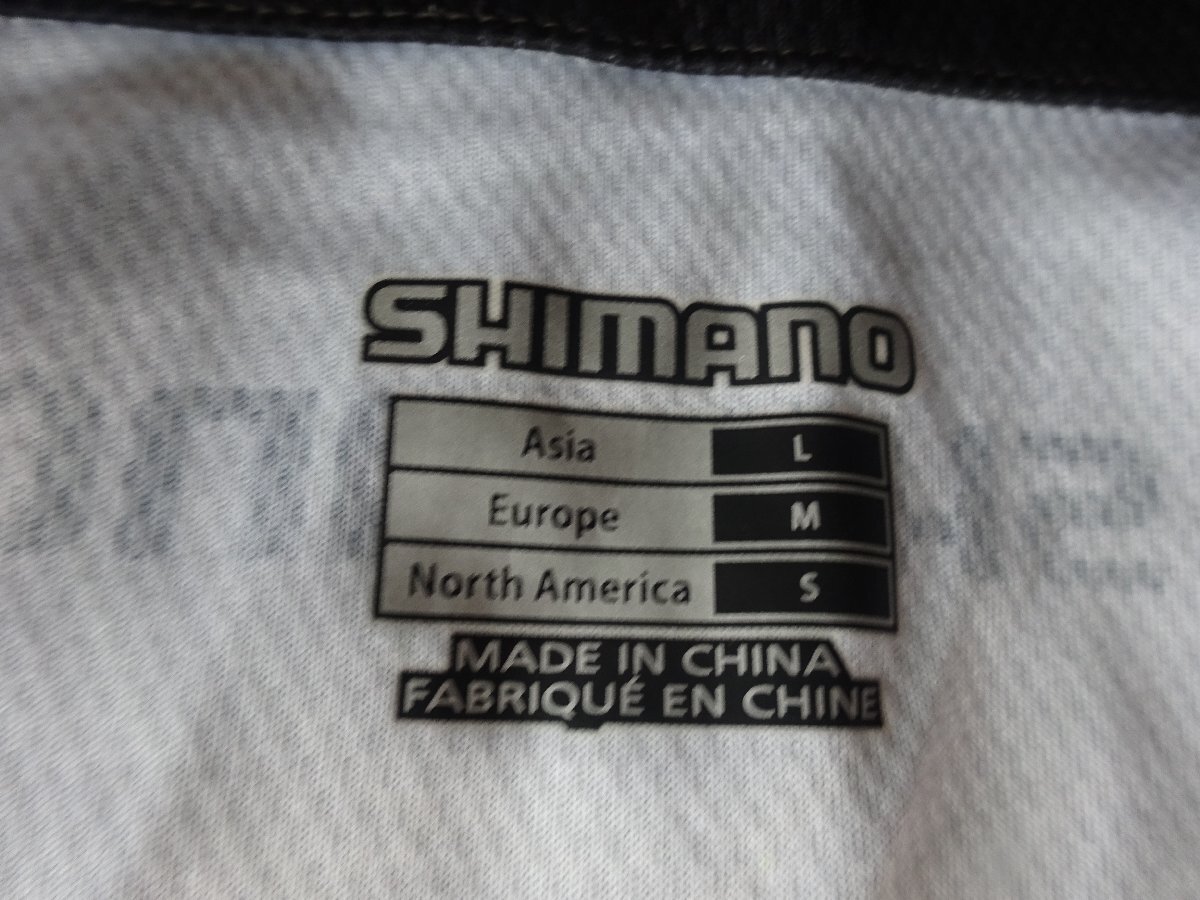 SHIMANO
Asia L
Europe M
North America S
MADE IN CHINA
FABRIQUÉ EN CHINE